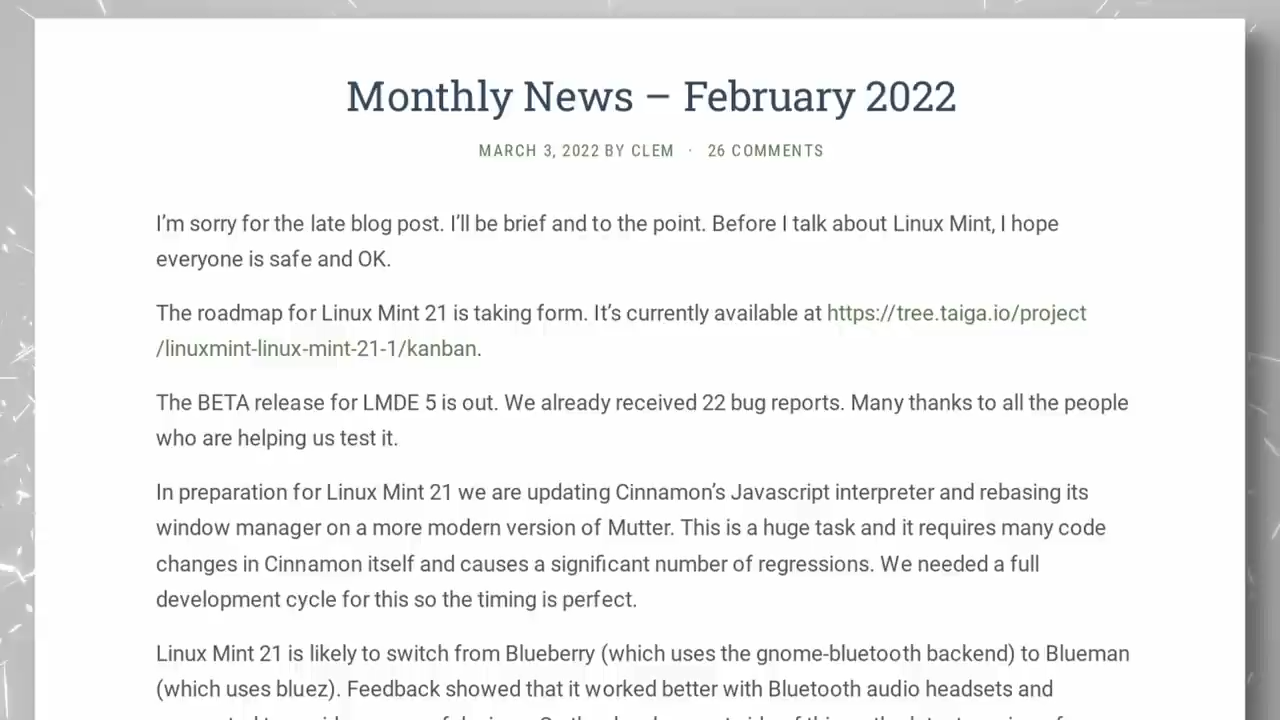 Monthly News – February 2022
MARCH 3, 2022 BY CLEM · 26 COMMENTS
I’m sorry for the late blog post. I’ll be brief and to the point. Before I talk about Linux Mint, I hope
everyone is safe and OK.
The roadmap for Linux Mint 21 is taking form. It’s currently available at https://tree.taiga.io/project
/linuxmint-linux-mint-21-1/kanban.
The BETA release for LMDE 5 is out. We already received 22 bug reports. Many thanks to all the people
who are helping us test it.
In preparation for Linux Mint 21 we are updating Cinnamon’s Javascript interpreter and rebasing its
window manager on a more modern version of Mutter. This is a huge task and it requires many code
changes in Cinnamon itself and causes a significant number of regressions. We needed a full
development cycle for this so the timing is perfect.
Linux Mint 21 is likely to switch from Blueberry (which uses the gnome-bluetooth backend) to Blueman
(which uses bluez). Feedback showed that it worked better with Bluetooth audio headsets and